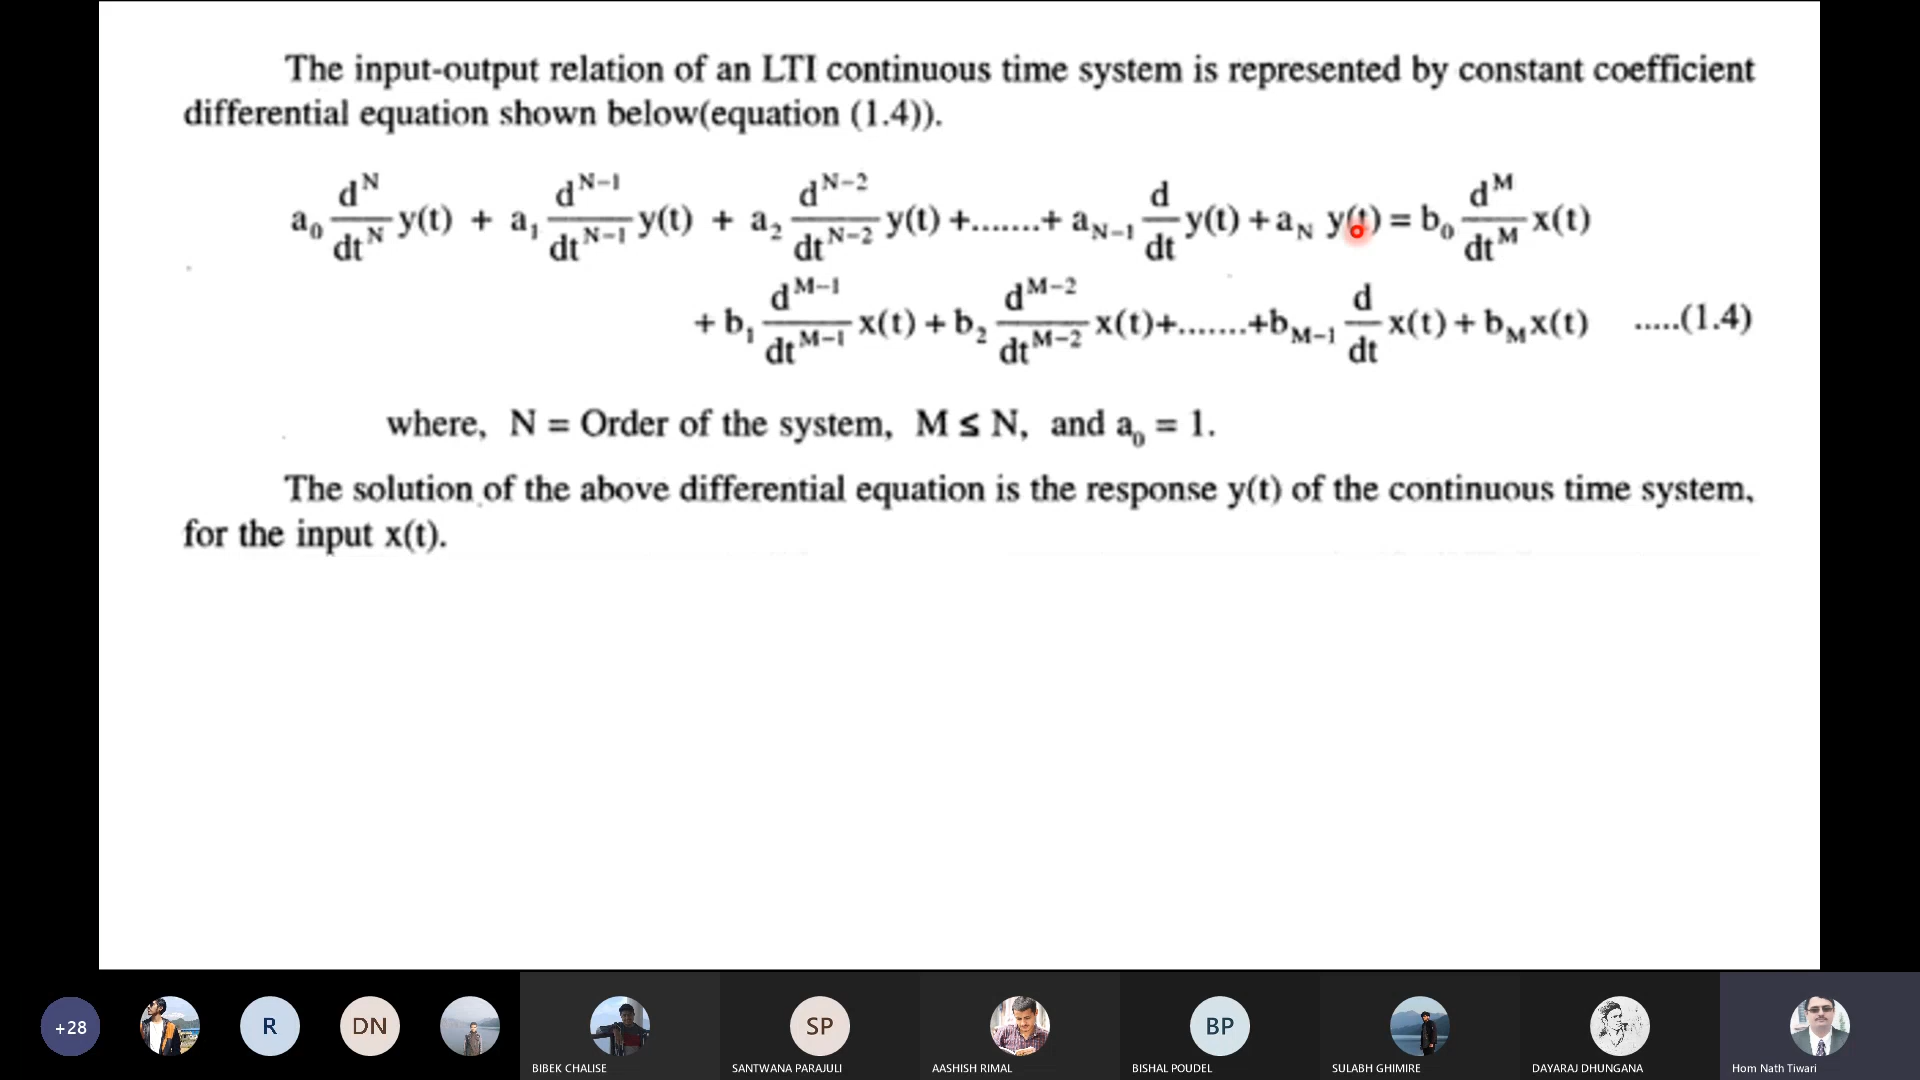 The input-output relation of an LTI continuous time system is represented by constant coefficient
differential equation shown below(equation (1.4)).
a₀ dᴺ/dtᴺ y(t) + a₁ dᴺ⁻¹/dtᴺ⁻¹ y(t) + a₂ dᴺ⁻²/dtᴺ⁻² y(t) +.......+ a_N-1 d/dt y(t) + a_N y(t) = b₀ dᴹ/dtᴹ x(t)
+ b₁ dᴹ⁻¹/dtᴹ⁻¹ x(t) + b₂ dᴹ⁻²/dtᴹ⁻² x(t)+.......+b_M-1 d/dt x(t) + b_M x(t) .....(1.4)
where, N = Order of the system, M ≤ N, and a₀ = 1.
The solution of the above differential equation is the response y(t) of the continuous time system,
for the input x(t).
+28
R
DN
SP
BP
BIBEK CHALISE
SANTWANA PARAJULI
AASHISH RIMAL
BISHAL POUDEL
SULABH GHIMIRE
DAYARAJ DHUNGANA
Hom Nath Tiwari